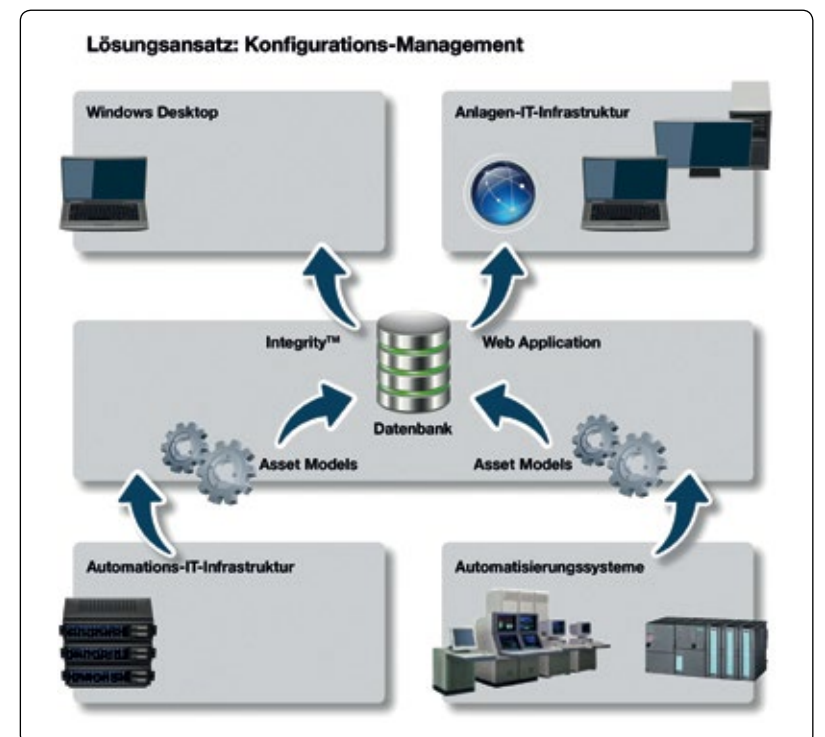 Lösungsansatz: Konfigurations-Management
Windows Desktop
Anlagen-IT-Infrastruktur
Integrity™
Web Application
Datenbank
Asset Models
Asset Models
Automations-IT-Infrastruktur
Automatisierungssysteme